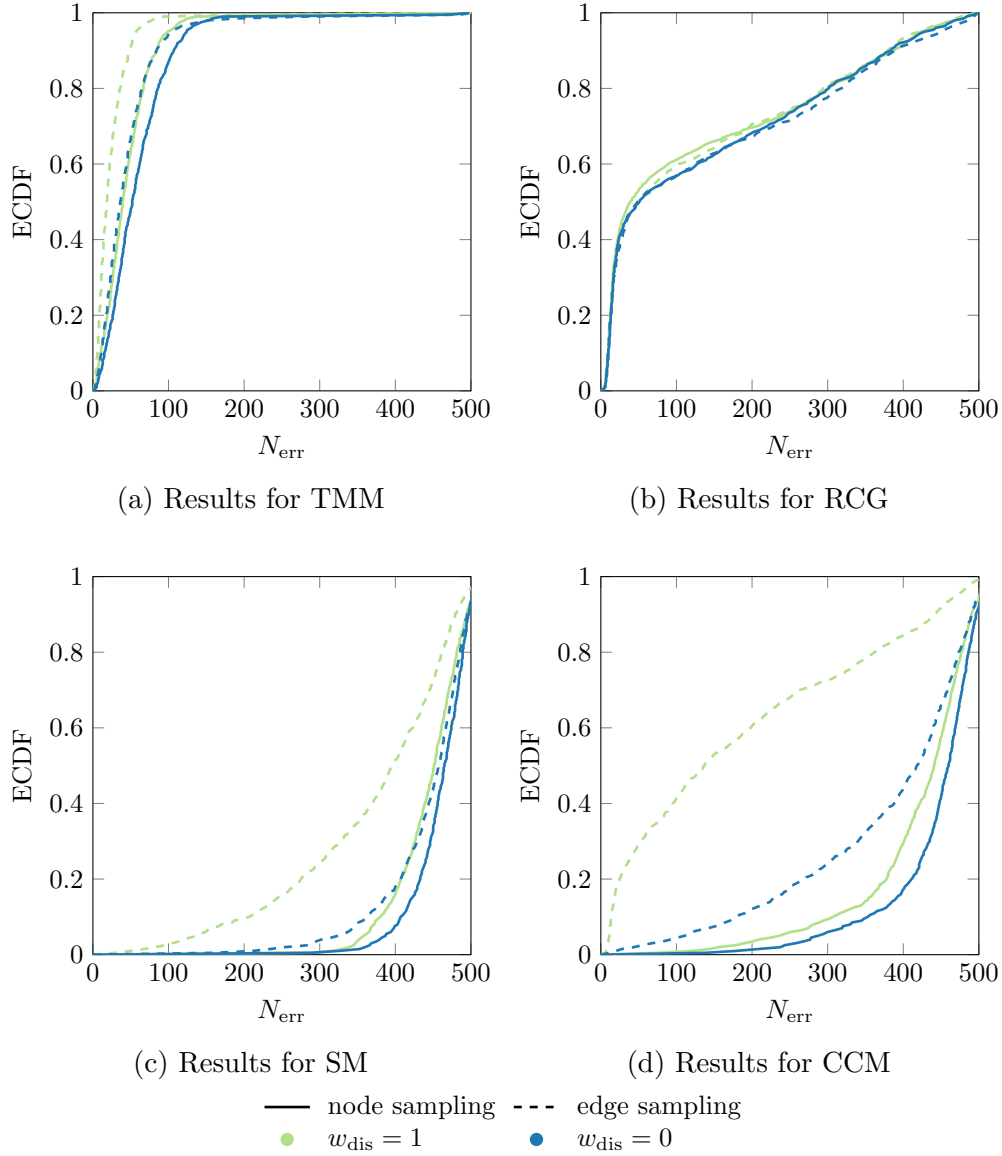 1
0.8
0.6
0.4
0.2
0
ECDF
0 100 200 300 400 500
N_err
(a) Results for TMM
1
0.8
0.6
0.4
0.2
0
ECDF
0 100 200 300 400 500
N_err
(b) Results for RCG
1
0.8
0.6
0.4
0.2
0
ECDF
0 100 200 300 400 500
N_err
(c) Results for SM
1
0.8
0.6
0.4
0.2
0
ECDF
0 100 200 300 400 500
N_err
(d) Results for CCM
node sampling edge sampling
w_dis = 1 w_dis = 0